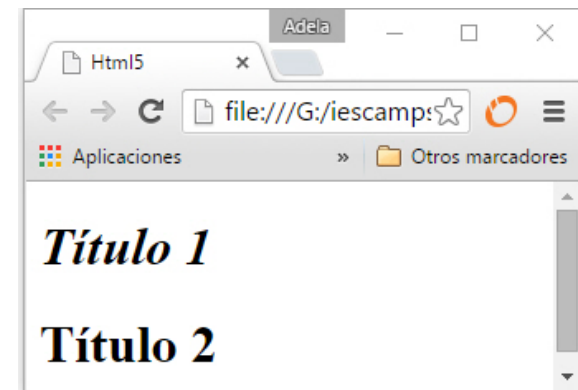 Adela
Html5
file:///G:/iescamps
Aplicaciones » Otros marcadores
Título 1
Título 2